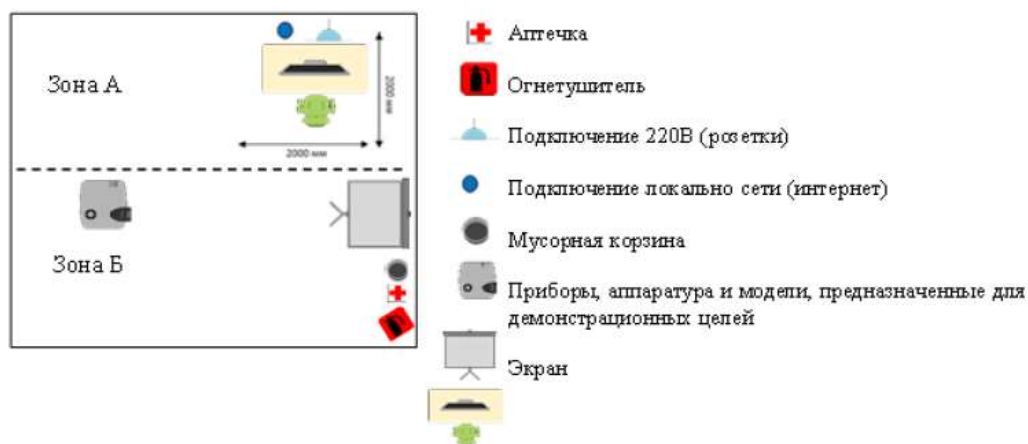 Зона А
2000 мм
2000 мм
Зона Б
Аптечка
Огнетушитель
Подключение 220В (розетки)
Подключение локально сети (интернет)
Мусорная корзина
Приборы, аппаратура и модели, предназначенные для
демонстрационных целей
Экран